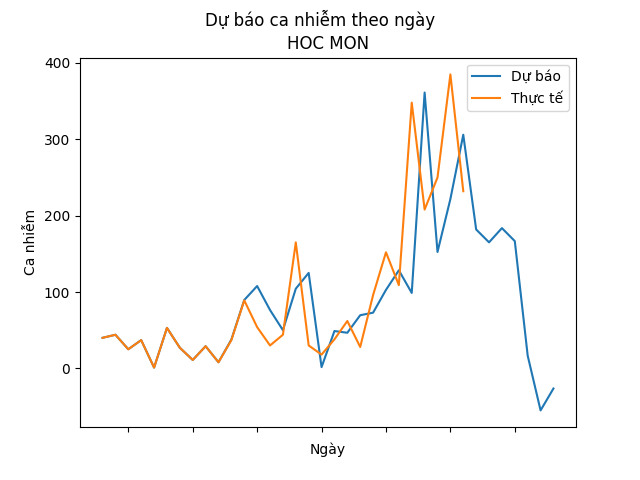 Dự báo ca nhiễm theo ngày
HOC MON
Dự báo
Thực tế
400
300
200
100
0
Ca nhiễm
Ngày